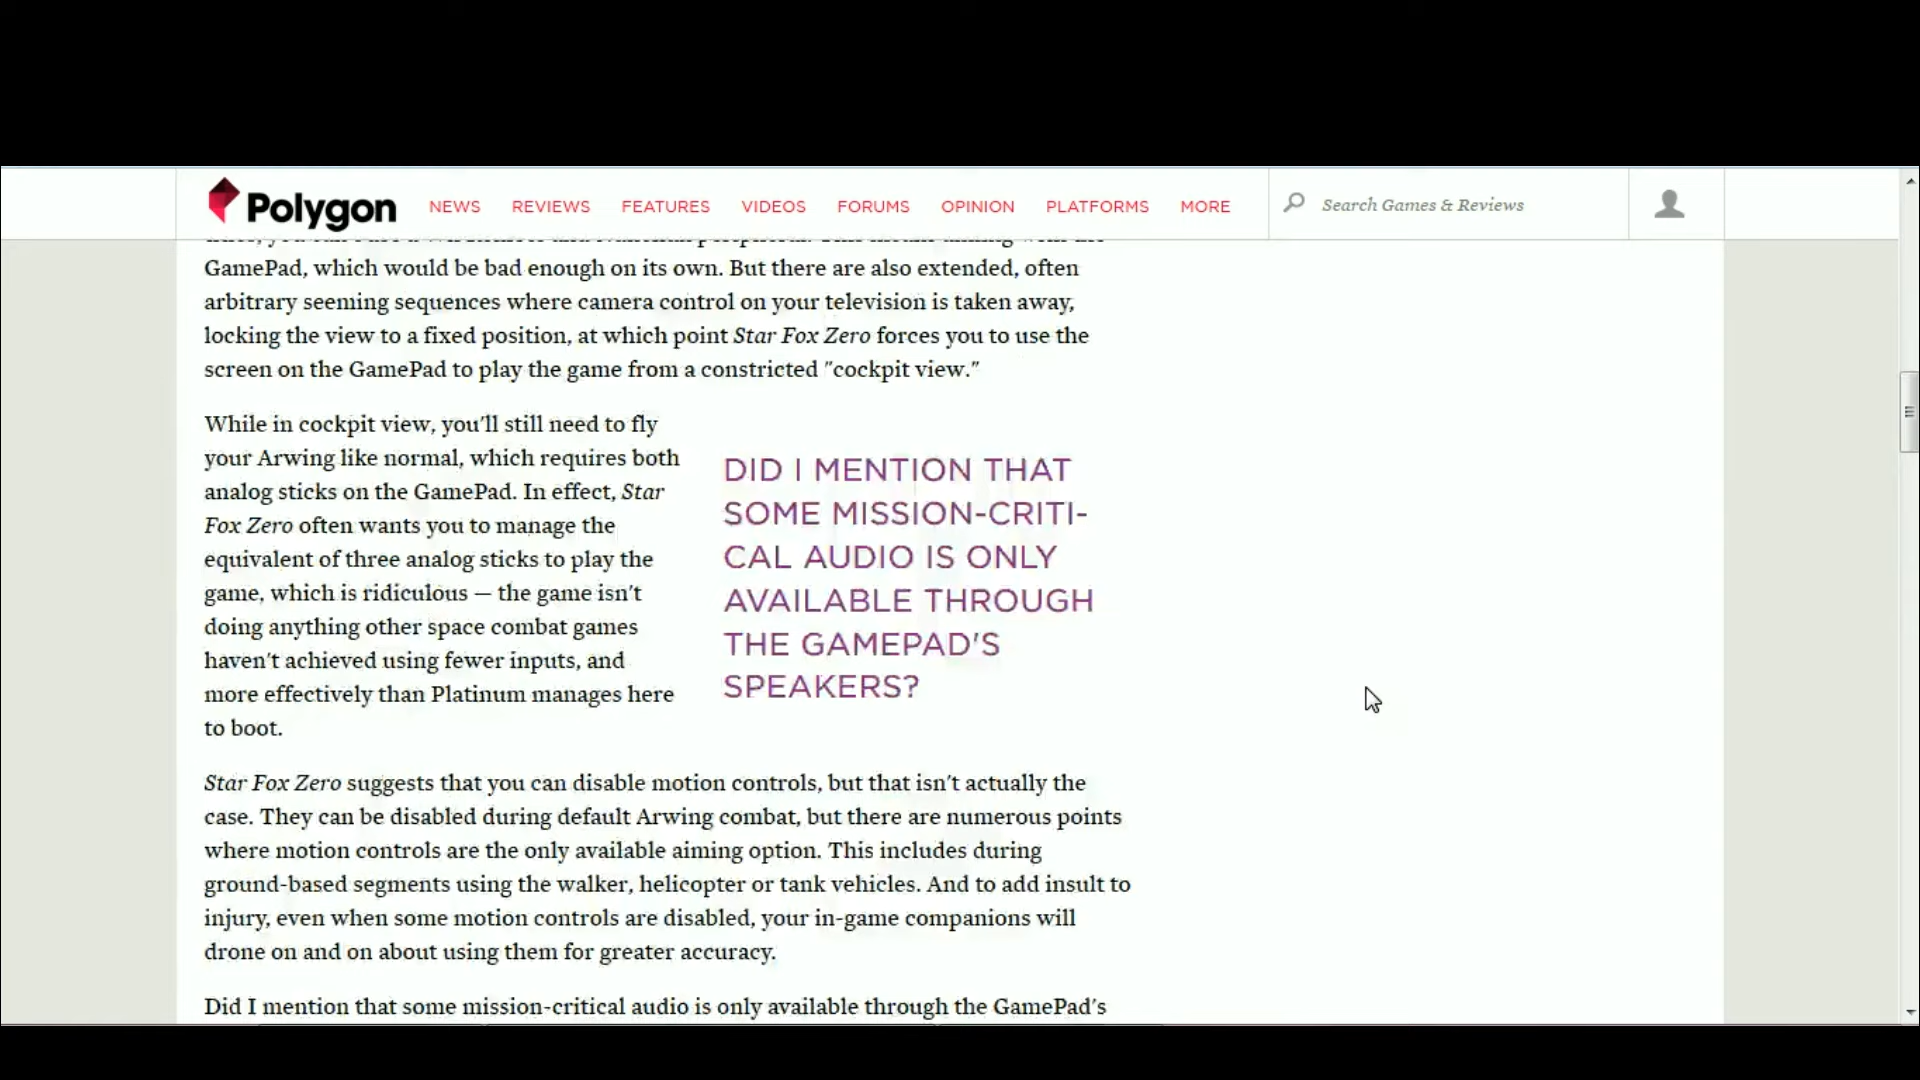 Polygon NEWS REVIEWS FEATURES VIDEOS FORUMS OPINION PLATFORMS MORE Search Games & Reviews
GamePad, which would be bad enough on its own. But there are also extended, often
arbitrary seeming sequences where camera control on your television is taken away,
locking the view to a fixed position, at which point Star Fox Zero forces you to use the
screen on the GamePad to play the game from a constricted "cockpit view."
While in cockpit view, you'll still need to fly
your Arwing like normal, which requires both
analog sticks on the GamePad. In effect, Star
Fox Zero often wants you to manage the
equivalent of three analog sticks to play the
game, which is ridiculous — the game isn't
doing anything other space combat games
haven't achieved using fewer inputs, and
more effectively than Platinum manages here
to boot.
DID I MENTION THAT
SOME MISSION-CRITI-
CAL AUDIO IS ONLY
AVAILABLE THROUGH
THE GAMEPAD'S
SPEAKERS?
Star Fox Zero suggests that you can disable motion controls, but that isn't actually the
case. They can be disabled during default Arwing combat, but there are numerous points
where motion controls are the only available aiming option. This includes during
ground-based segments using the walker, helicopter or tank vehicles. And to add insult to
injury, even when some motion controls are disabled, your in-game companions will
drone on and on about using them for greater accuracy.
Did I mention that some mission-critical audio is only available through the GamePad's